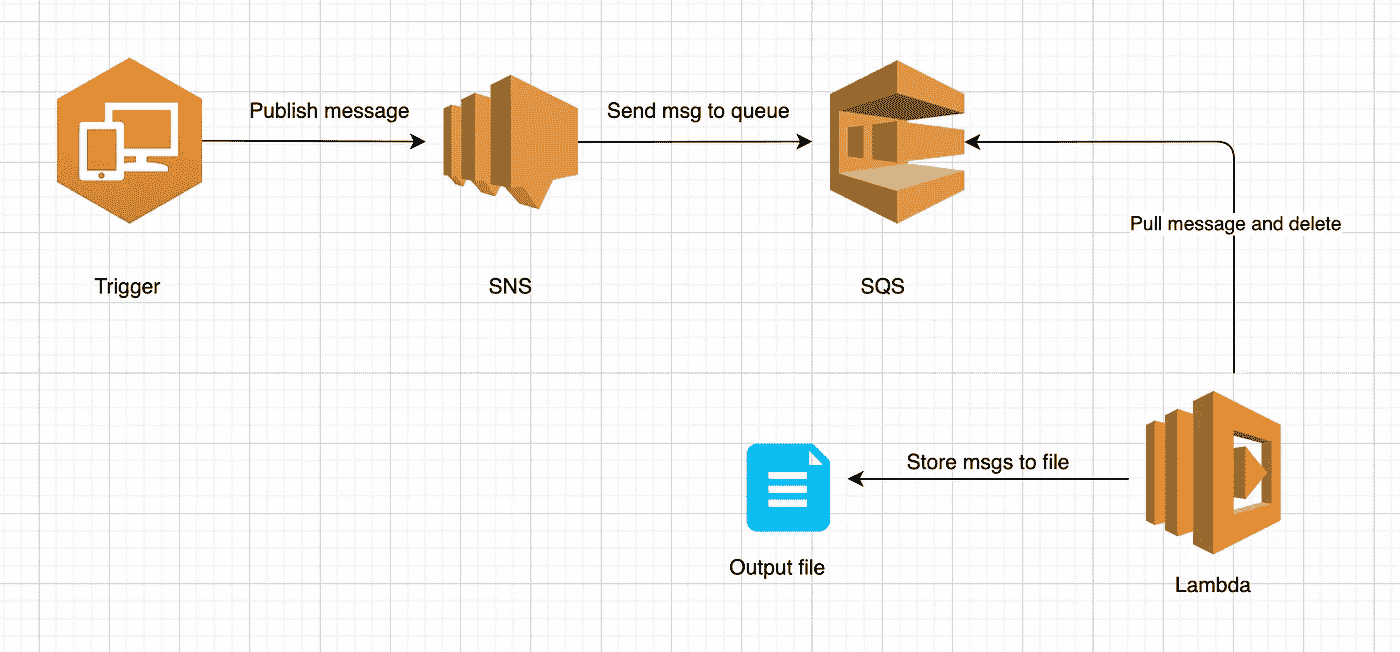 Publish message
Send msg to queue
Pull message and delete
Trigger
SNS
SQS
Store msgs to file
Output file
Lambda